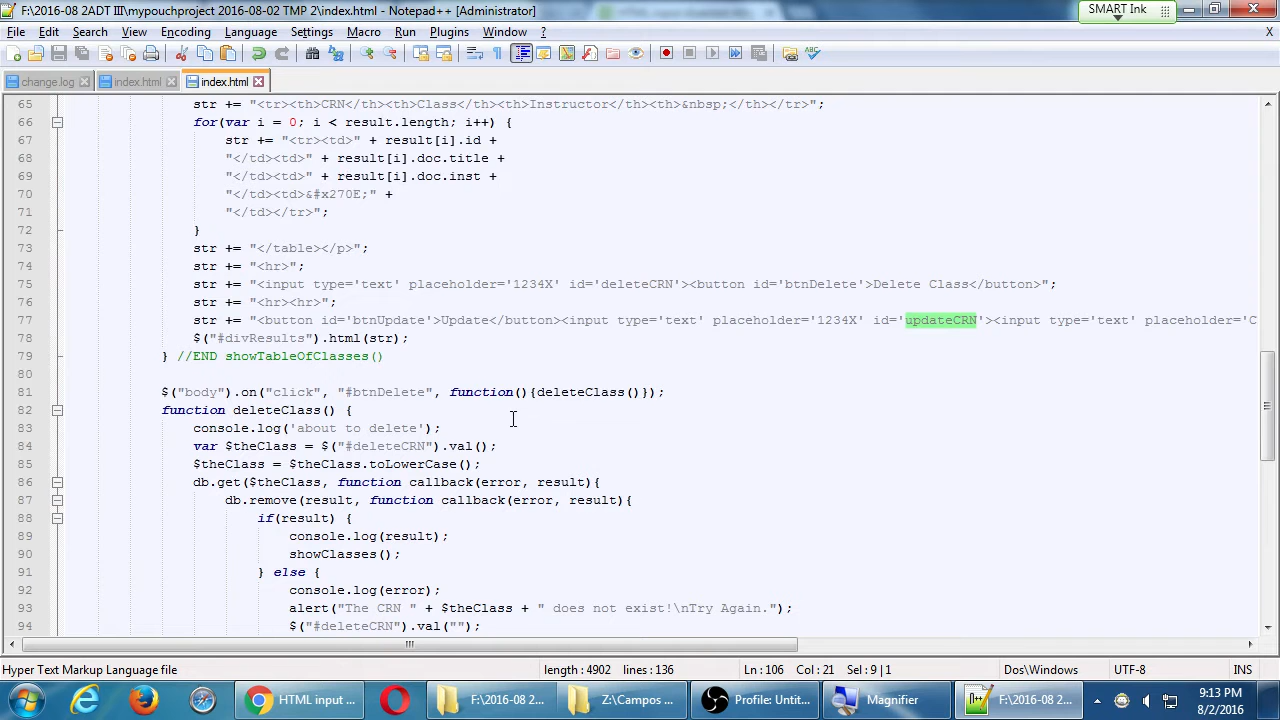 F:\2016-08 2ADT III\mypouchproject 2016-08-02 TMP 2\index.html - Notepad++ [Administrator]
SMART Ink
File Edit Search View Encoding Language Settings Macro Run Plugins Window ? X
change.log index.html index.html
65 str += "<tr><th>CRN</th><th>Class</th><th>Instructor</th><th>&nbsp;</th></tr>";
66 for(var i = 0; i < result.length; i++) {
67 str += "<tr><td>" + result[i].id +
68 "</td><td>" + result[i].doc.title +
69 "</td><td>" + result[i].doc.inst +
70 "</td><td>&#x270E;" +
71 "</td></tr>";
72 }
73 str += "</table></p>";
74 str += "<hr>";
75 str += "<input type='text' placeholder='1234X' id='deleteCRN'><button id='btnDelete'>Delete Class</button>";
76 str += "<hr><hr>";
77 str += "<button id='btnUpdate'>Update</button><input type='text' placeholder='1234X' id='updateCRN'><input type='text' placeholder='C
78 $("#divResults").html(str);
79 } //END showTableOfClasses()
80
81 $("body").on("click", "#btnDelete", function(){deleteClass()});
82 function deleteClass() {
83 console.log('about to delete');
84 var $theClass = $("#deleteCRN").val();
85 $theClass = $theClass.toLowerCase();
86 db.get($theClass, function callback(error, result){
87 db.remove(result, function callback(error, result){
88 if(result) {
89 console.log(result);
90 showClasses();
91 } else {
92 console.log(error);
93 alert("The CRN " + $theClass + " does not exist!\nTry Again.");
94 $("#deleteCRN").val("");
Hyper Text Markup Language file length : 4902 lines : 136 Ln : 106 Col : 21 Sel : 9 | 1 Dos\Windows UTF-8 INS
HTML input ... F:\2016-08 2... Z:\Campos ... Profile: Untit... Magnifier F:\2016-08 2... 9:13 PM
8/2/2016